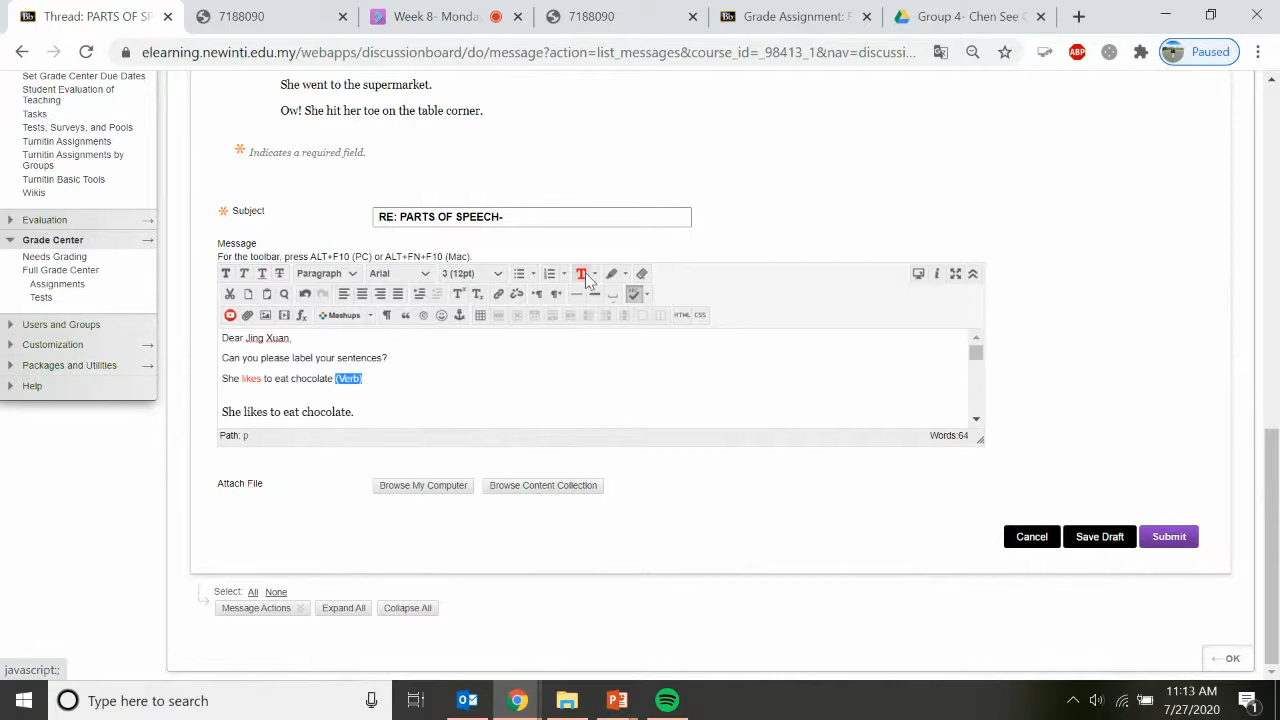 Thread: PARTS OF SP
7188090
Week 8- Monda
7188090
Grade Assignment: F
Group 4- Chen See C
elearning.newinti.edu.my/webapps/discussionboard/do/message?action=list_messages&course_id=_98413_1&nav=discussi...
ABP
Paused
Set Grade Center Due Dates
Student Evaluation of
Teaching
Tasks
Tests, Surveys, and Pools
Turnitin Assignments
Turnitin Assignments by
Groups
Turnitin Basic Tools
Wikis
Evaluation
Grade Center
Needs Grading
Full Grade Center
Assignments
Tests
Users and Groups
Customization
Packages and Utilities
Help
She went to the supermarket.
Ow! She hit her toe on the table corner.
Indicates a required field.
Subject
RE: PARTS OF SPEECH-
Message
For the toolbar, press ALT+F10 (PC) or ALT+FN+F10 (Mac).
T T T T Paragraph Arial 3 (12pt) T
Mashups
HTML CSS
Dear Jing Xuan,
Can you please label your sentences?
She likes to eat chocolate (Verb)
She likes to eat chocolate.
Path: p
Words:64
Attach File
Browse My Computer
Browse Content Collection
Cancel
Save Draft
Submit
Select: All None
Message Actions
Expand All
Collapse All
OK
javascript:;
Type here to search
11:13 AM
7/27/2020
1